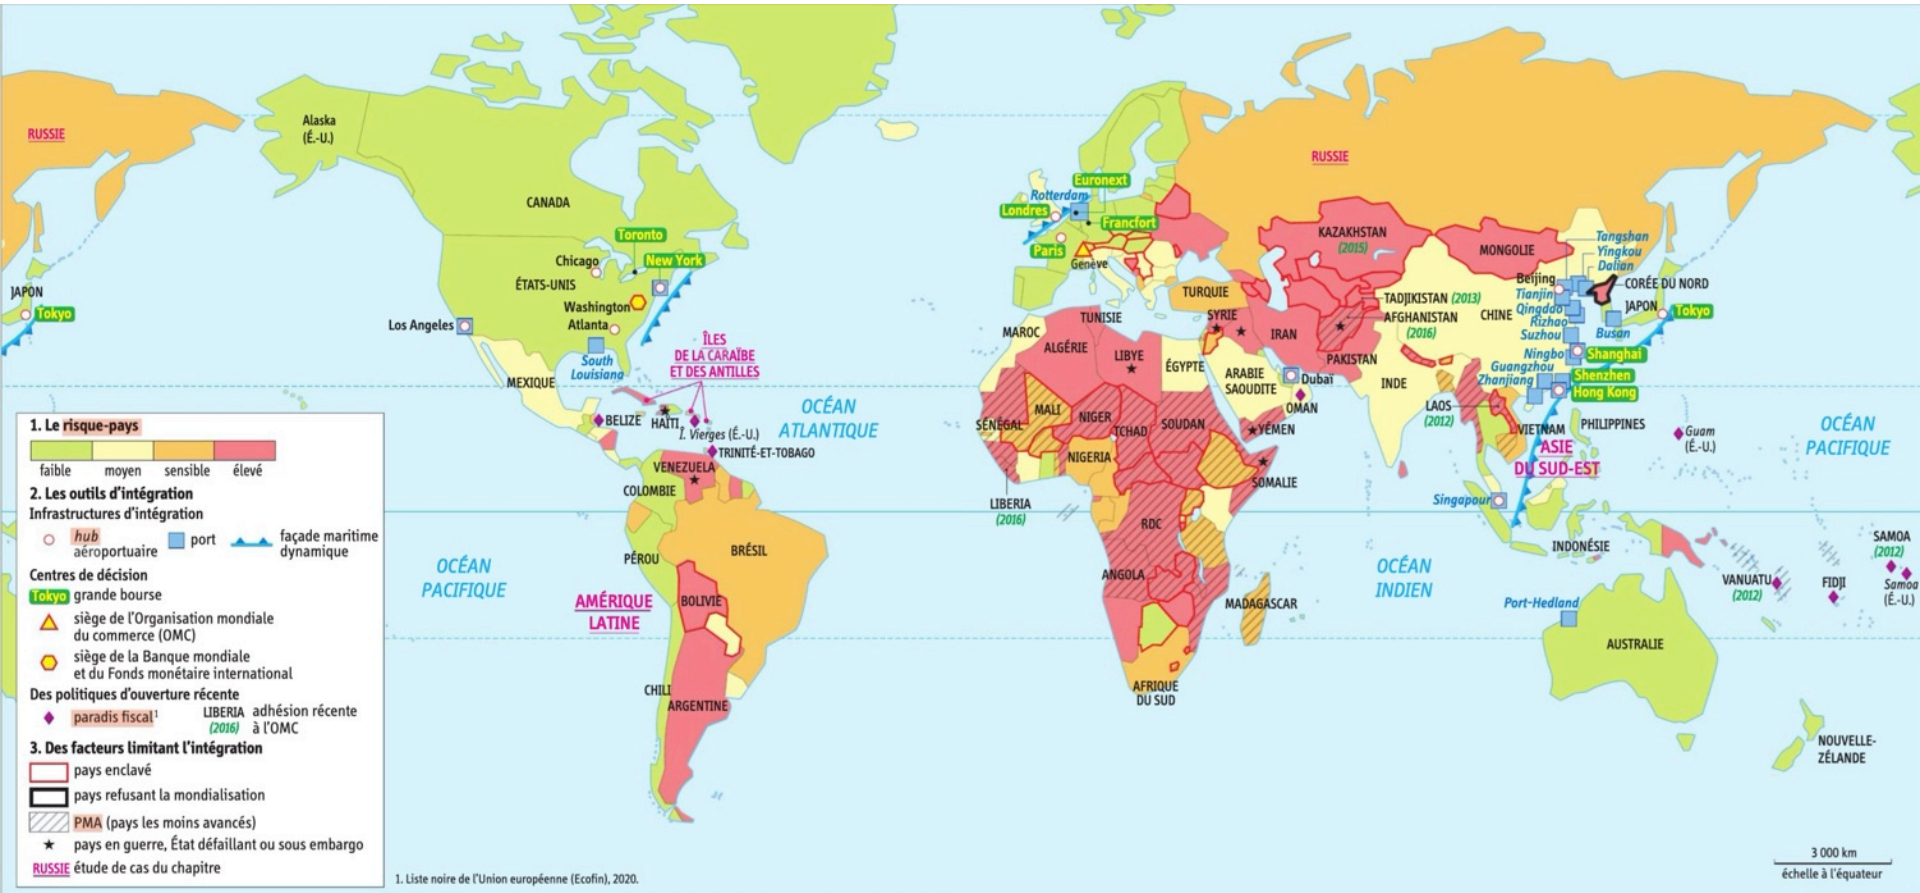 RUSSIE
Alaska
(É.-U.)
CANADA
Toronto
Chicago
New York
ÉTATS-UNIS
Washington
Atlanta
Los Angeles
South
Louisiana
JAPON
Tokyo
MEXIQUE
ÎLES
DE LA CARAÏBE
ET DES ANTILLES
BELIZE
HAÏTI
Î. Vierges (É.-U.)
TRINITÉ-ET-TOBAGO
VENEZUELA
COLOMBIE
PÉROU
BRÉSIL
BOLIVIE
CHILI
ARGENTINE
AMÉRIQUE
LATINE
OCÉAN
PACIFIQUE
OCÉAN
ATLANTIQUE
RUSSIE
Euronext
Rotterdam
Londres
Francfort
Paris
Genève
KAZAKHSTAN
(2015)
MONGOLIE
Tangshan
Yingkou
Dalian
Beijing
Tianjin
Qingdao
Rizhao
Suzhou
Ningbo
Guangzhou
Zhanjiang
CORÉE DU NORD
JAPON
Tokyo
Busan
Shanghai
Shenzhen
Hong Kong
TURQUIE
TADJIKISTAN (2013)
AFGHANISTAN
(2016)
CHINE
SYRIE
IRAN
PAKISTAN
INDE
TUNISIE
MAROC
ALGÉRIE
LIBYE
ÉGYPTE
ARABIE
SAOUDITE
Dubaï
OMAN
YÉMEN
SÉNÉGAL
MALI
NIGER
TCHAD
SOUDAN
NIGERIA
SOMALIE
LIBERIA
(2016)
RDC
ANGOLA
MADAGASCAR
AFRIQUE
DU SUD
LAOS
(2012)
VIETNAM
PHILIPPINES
ASIE
DU SUD-EST
Singapour
INDONÉSIE
Guam
(É.-U.)
OCÉAN
PACIFIQUE
OCÉAN
INDIEN
Port-Hedland
AUSTRALIE
VANUATU
(2012)
FIDJI
SAMOA
(2012)
Samoa
(É.-U.)
NOUVELLE-
ZÉLANDE
1. Le risque-pays
faible moyen sensible élevé
2. Les outils d'intégration
Infrastructures d'intégration
hub
aéroportuaire
port
façade maritime
dynamique
Centres de décision
Tokyo grande bourse
siège de l'Organisation mondiale
du commerce (OMC)
siège de la Banque mondiale
et du Fonds monétaire international
Des politiques d'ouverture récente
paradis fiscal¹
LIBERIA
(2016)
adhésion récente
à l'OMC
3. Des facteurs limitant l'intégration
pays enclavé
pays refusant la mondialisation
PMA (pays les moins avancés)
pays en guerre, État défaillant ou sous embargo
RUSSIE étude de cas du chapitre
1. Liste noire de l'Union européenne (Ecofin), 2020.
3 000 km
échelle à l'équateur